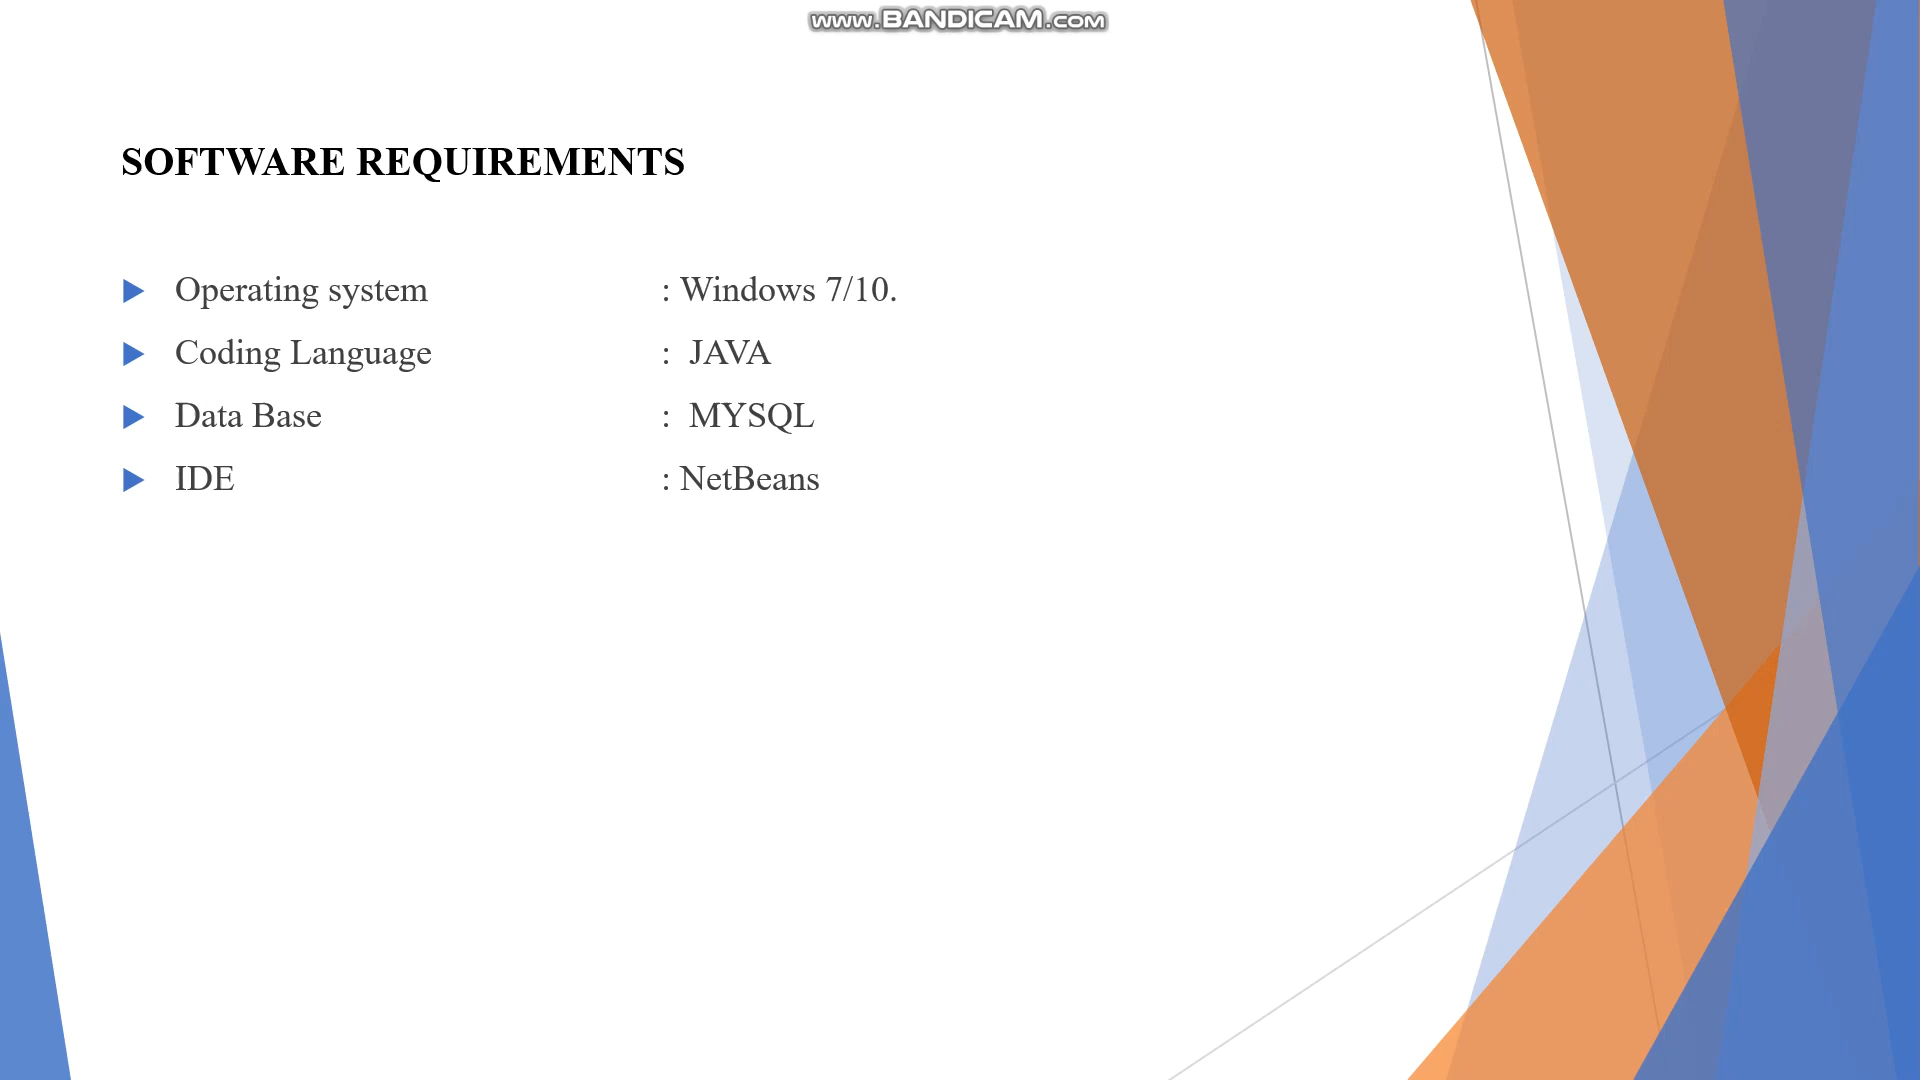 www.BANDICAM.com
SOFTWARE REQUIREMENTS
Operating system : Windows 7/10.
Coding Language : JAVA
Data Base : MYSQL
IDE : NetBeans